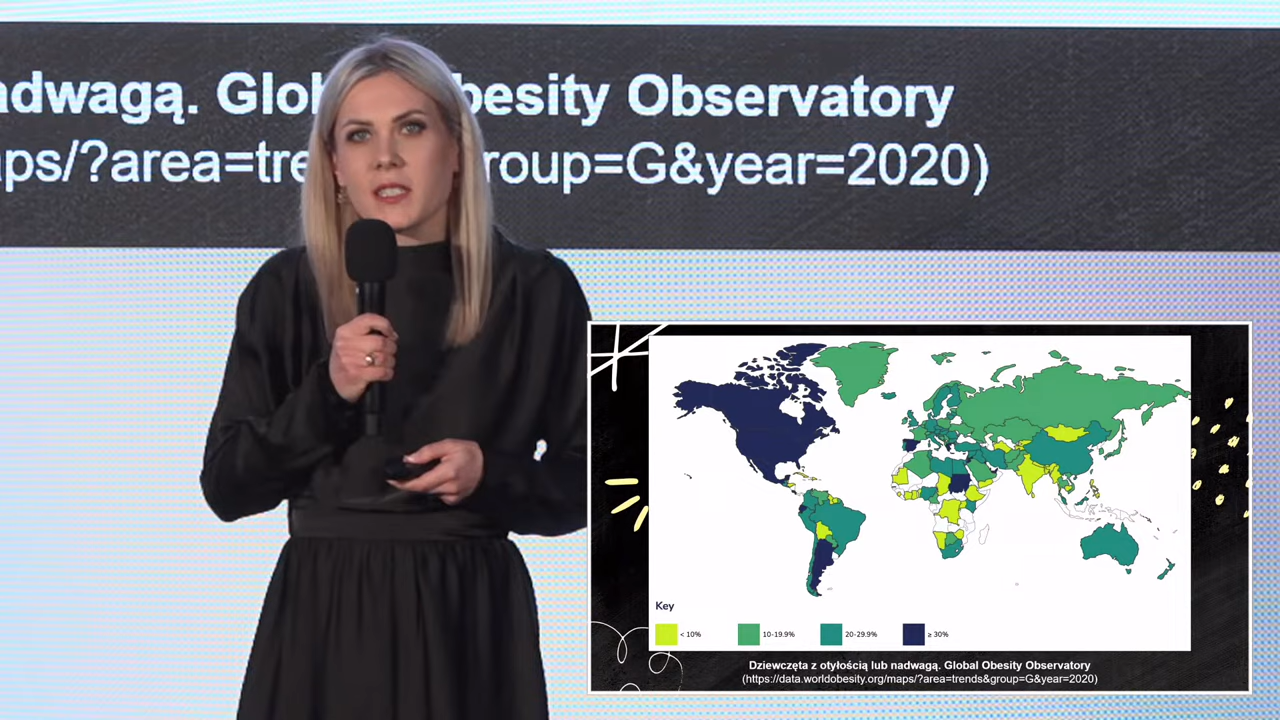 adwagą. Glo besity Observatory
aps/?area=tre roup=G&year=2020)
Key
< 10%
10-19.9%
20-29.9%
≥ 30%
Dziewczęta z otyłością lub nadwagą. Global Obesity Observatory
(https://data.worldobesity.org/maps/?area=trends&group=G&year=2020)